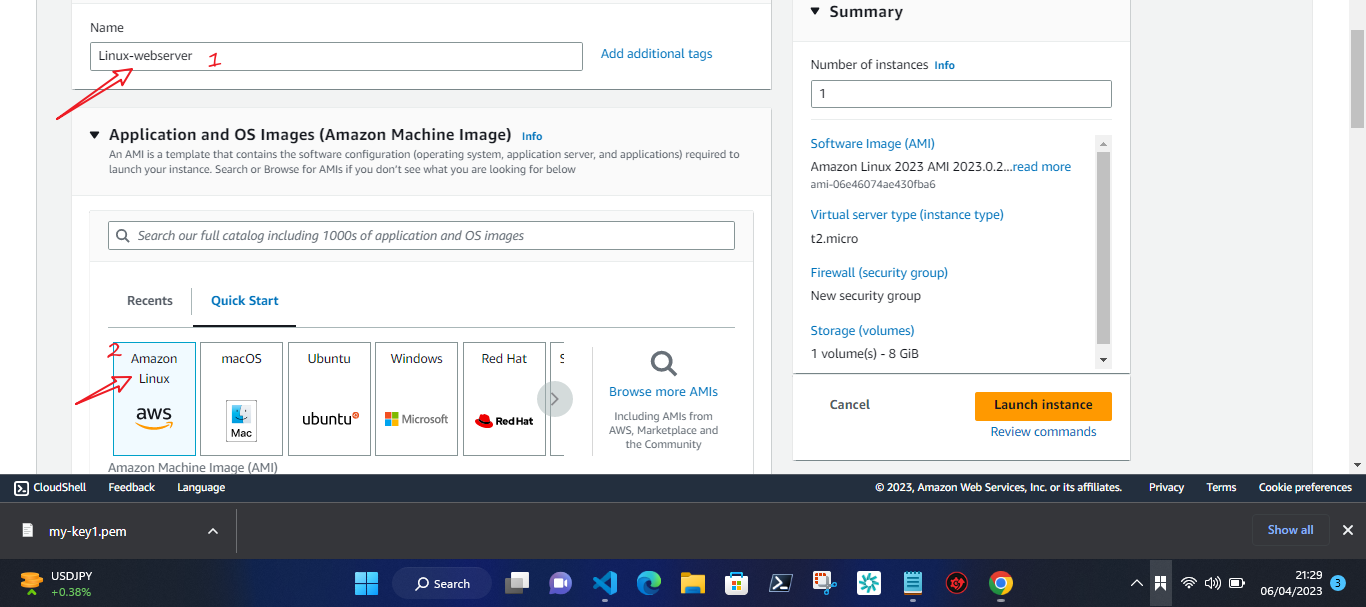 Name
Linux-webserver 1
Add additional tags
Application and OS Images (Amazon Machine Image) Info
An AMI is a template that contains the software configuration (operating system, application server, and applications) required to
launch your instance. Search or Browse for AMIs if you don't see what you are looking for below
Search our full catalog including 1000s of application and OS images
Recents
Quick Start
2
Amazon
Linux
aws
macOS
Mac
Ubuntu
ubuntu
Windows
Microsoft
Red Hat
Red Hat
S
Browse more AMIs
Including AMIs from
AWS, Marketplace and
the Community
Amazon Machine Image (AMI)
Summary
Number of instances Info
1
Software Image (AMI)
Amazon Linux 2023 AMI 2023.0.2...read more
ami-06e46074ae430fba6
Virtual server type (instance type)
t2.micro
Firewall (security group)
New security group
Storage (volumes)
1 volume(s) - 8 GiB
Cancel
Launch instance
Review commands
CloudShell
Feedback
Language
© 2023, Amazon Web Services, Inc. or its affiliates.
Privacy
Terms
Cookie preferences
my-key1.pem
Show all
USDJPY
+0.38%
Search
21:29
06/04/2023
3